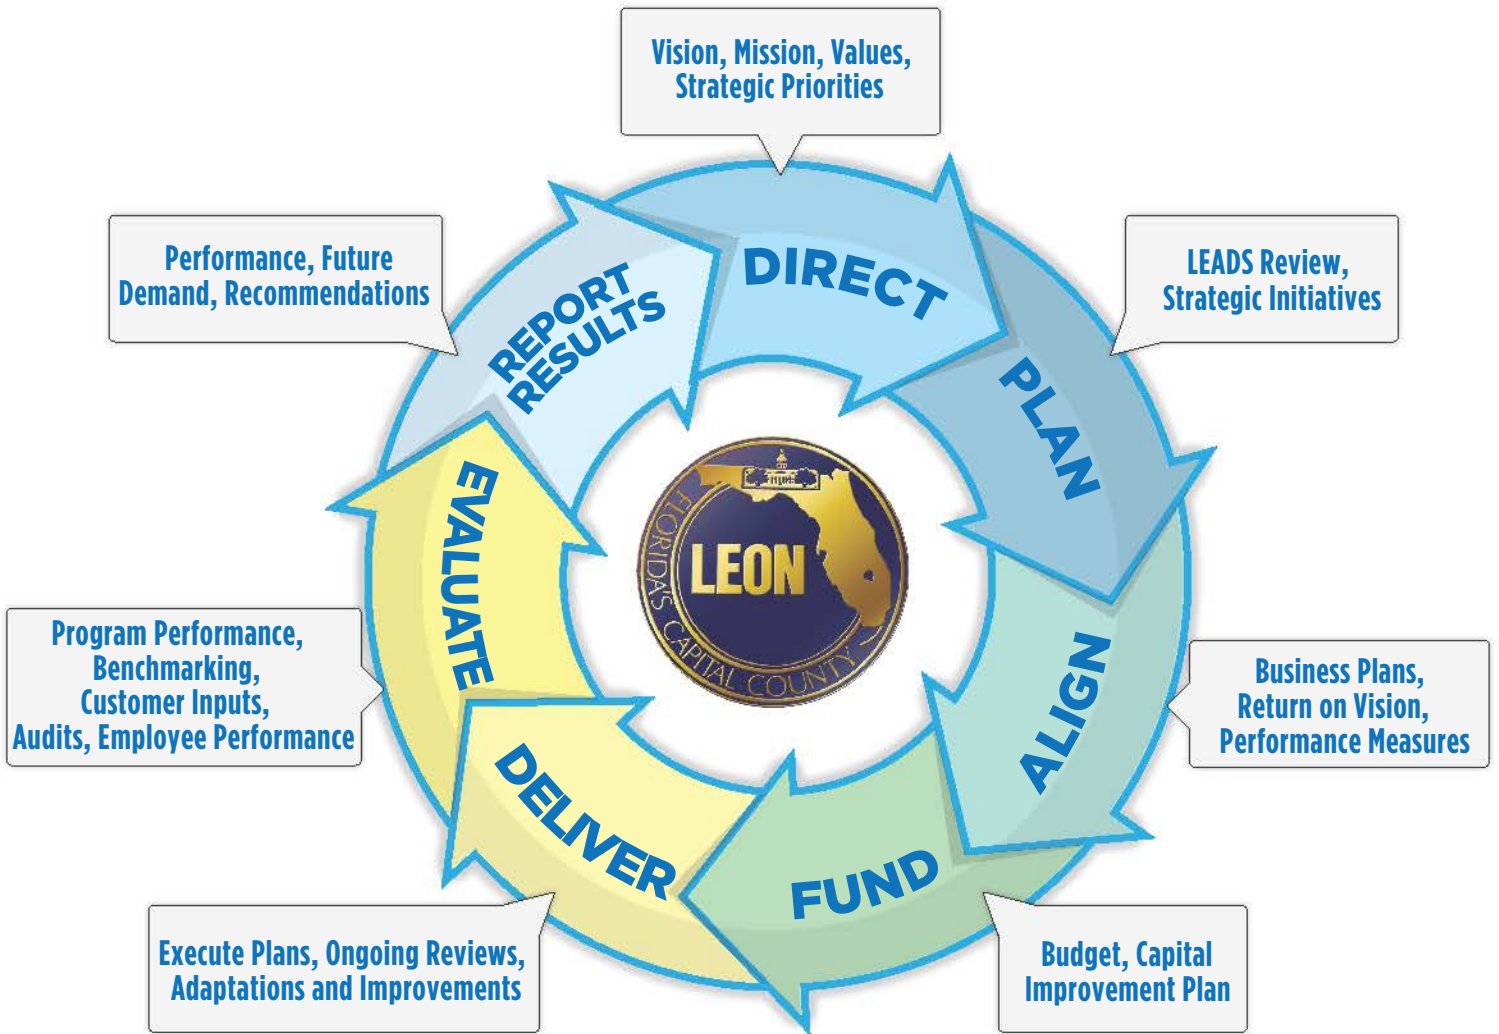 Vision, Mission, Values,
Strategic Priorities
DIRECT
LEADS Review,
Strategic Initiatives
PLAN
Business Plans,
Return on Vision,
Performance Measures
ALIGN
Budget, Capital
Improvement Plan
FUND
Execute Plans, Ongoing Reviews,
Adaptations and Improvements
DELIVER
Program Performance,
Benchmarking,
Customer Inputs,
Audits, Employee Performance
EVALUATE
Performance, Future
Demand, Recommendations
REPORT
RESULTS
LEON
FLORIDA'S CAPITAL COUNTY